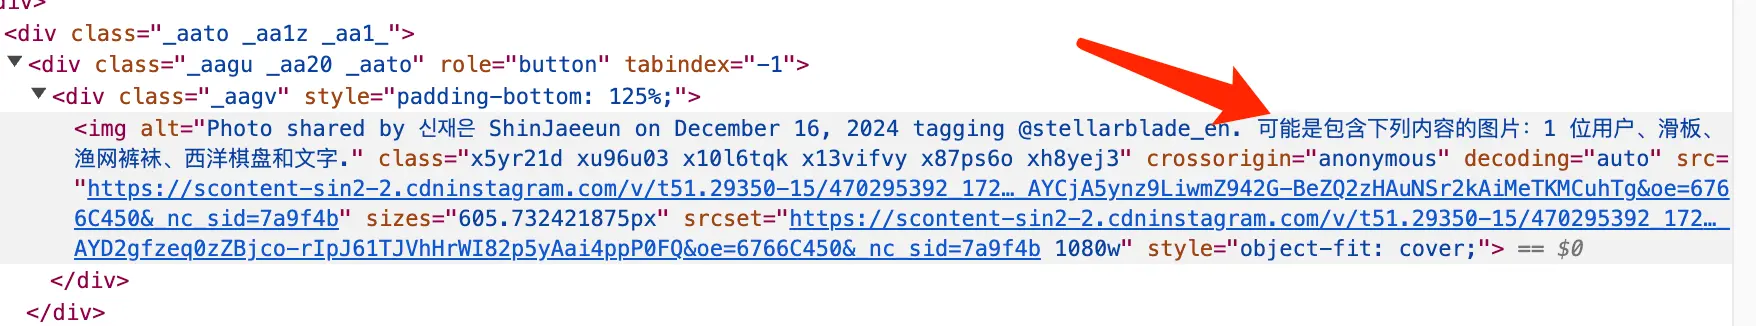 div>
<div class="_aato _aa1z _aa1_">
<div class="_aagu _aa20 _aato" role="button" tabindex="-1">
<div class="_aagv" style="padding-bottom: 125%;">
<img alt="Photo shared by 신재은 ShinJaeeun on December 16, 2024 tagging @stellarblade_en. 可能是包含下列内容的图片：1 位用户、滑板、
渔网裤袜、西洋棋盘和文字." class="x5yr21d xu96u03 x10l6tqk x13vifvy x87ps6o xh8yej3" crossorigin="anonymous" decoding="auto" src=
"https://scontent-sin2-2.cdninstagram.com/v/t51.29350-15/470295392_172…_AYCjA5ynz9LiwmZ942G-BeZQ2zHAuNSr2kAiMeTKMCuhTg&oe=676
6C450&_nc_sid=7a9f4b" sizes="605.732421875px" srcset="https://scontent-sin2-2.cdninstagram.com/v/t51.29350-15/470295392_172…_
AYD2gfzeq0zZBjco-rIpJ61TJVhHrWI82p5yAai4ppP0FQ&oe=6766C450&_nc_sid=7a9f4b 1080w" style="object-fit: cover;"> == $0
</div>
</div>